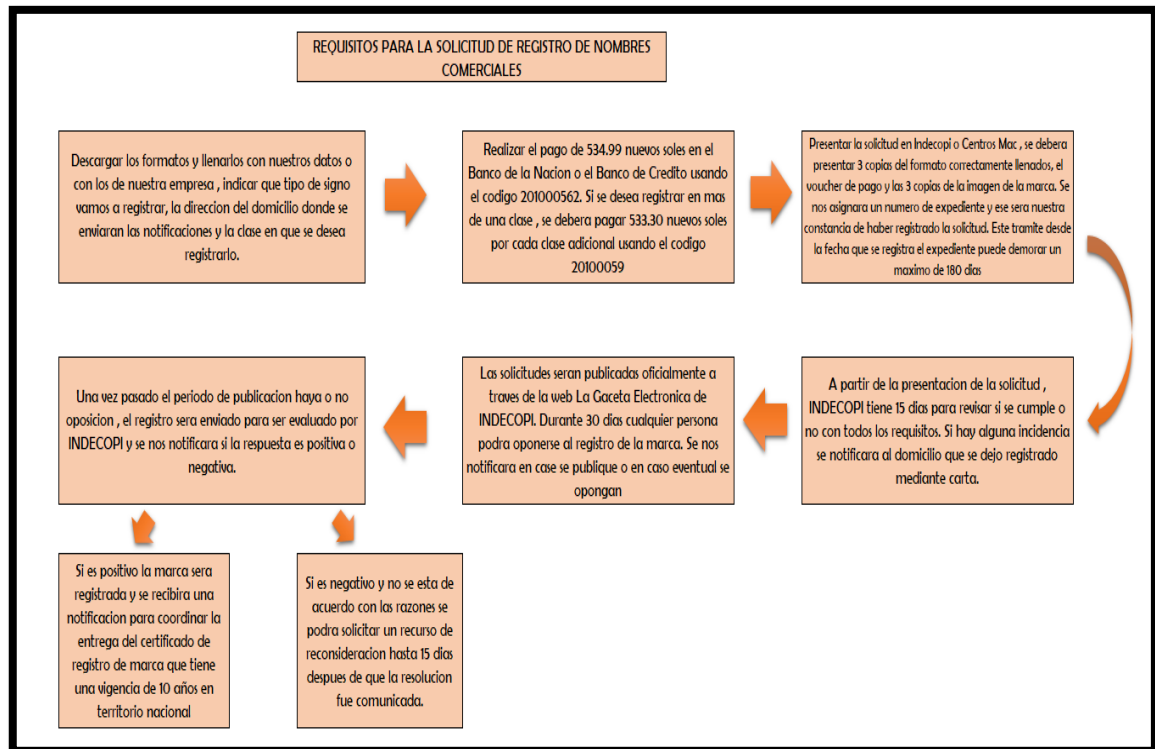 REQUISITOS PARA LA SOLICITUD DE REGISTRO DE NOMBRES
COMERCIALES
Descargar los formatos y llenarlos con nuestros datos o
con los de nuestra empresa , indicar que tipo de signo
vamos a registrar, la direccion del domicilio donde se
enviaran las notificaciones y la clase en que se desea
registrarlo.
Realizar el pago de 534.99 nuevos soles en el
Banco de la Nacion o el Banco de Credito usando
el codigo 201000562. Si se desea registrar en mas
de una clase , se debera pagar 533.30 nuevos soles
por cada clase adicional usando el codigo
20100059
Presentar la solicitud en Indecopi o Centros Mac , se debera
presentar 3 copias del formato correctamente llenados, el
voucher de pago y las 3 copias de la imagen de la marca. Se
nos asignara un numero de expediente y ese sera nuestra
constancia de haber registrado la solicitud. Este tramite desde
la fecha que se registra el expediente puede demorar un
maximo de 180 dias
A partir de la presentacion de la solicitud ,
INDECOPI tiene 15 dias para revisar si se cumple o
no con todos los requisitos. Si hay alguna incidencia
se notificara al domicilio que se dejo registrado
mediante carta.
Las solicitudes seran publicadas oficialmente a
traves de la web La Gaceta Electronica de
INDECOPI. Durante 30 dias cualquier persona
podra oponerse al registro de la marca. Se nos
notificara en case se publique o en caso eventual se
opongan
Una vez pasado el periodo de publicacion haya o no
oposicion , el registro sera enviado para ser evaluado por
INDECOPI y se nos notificara si la respuesta es positiva o
negativa.
Si es positivo la marca sera
registrada y se recibira una
notificacion para coordinar la
entrega del certificado de
registro de marca que tiene
una vigencia de 10 años en
territorio nacional
Si es negativo y no se esta de
acuerdo con las razones se
podra solicitar un recurso de
reconsideracion hasta 15 dias
despues de que la resolucion
fue comunicada.